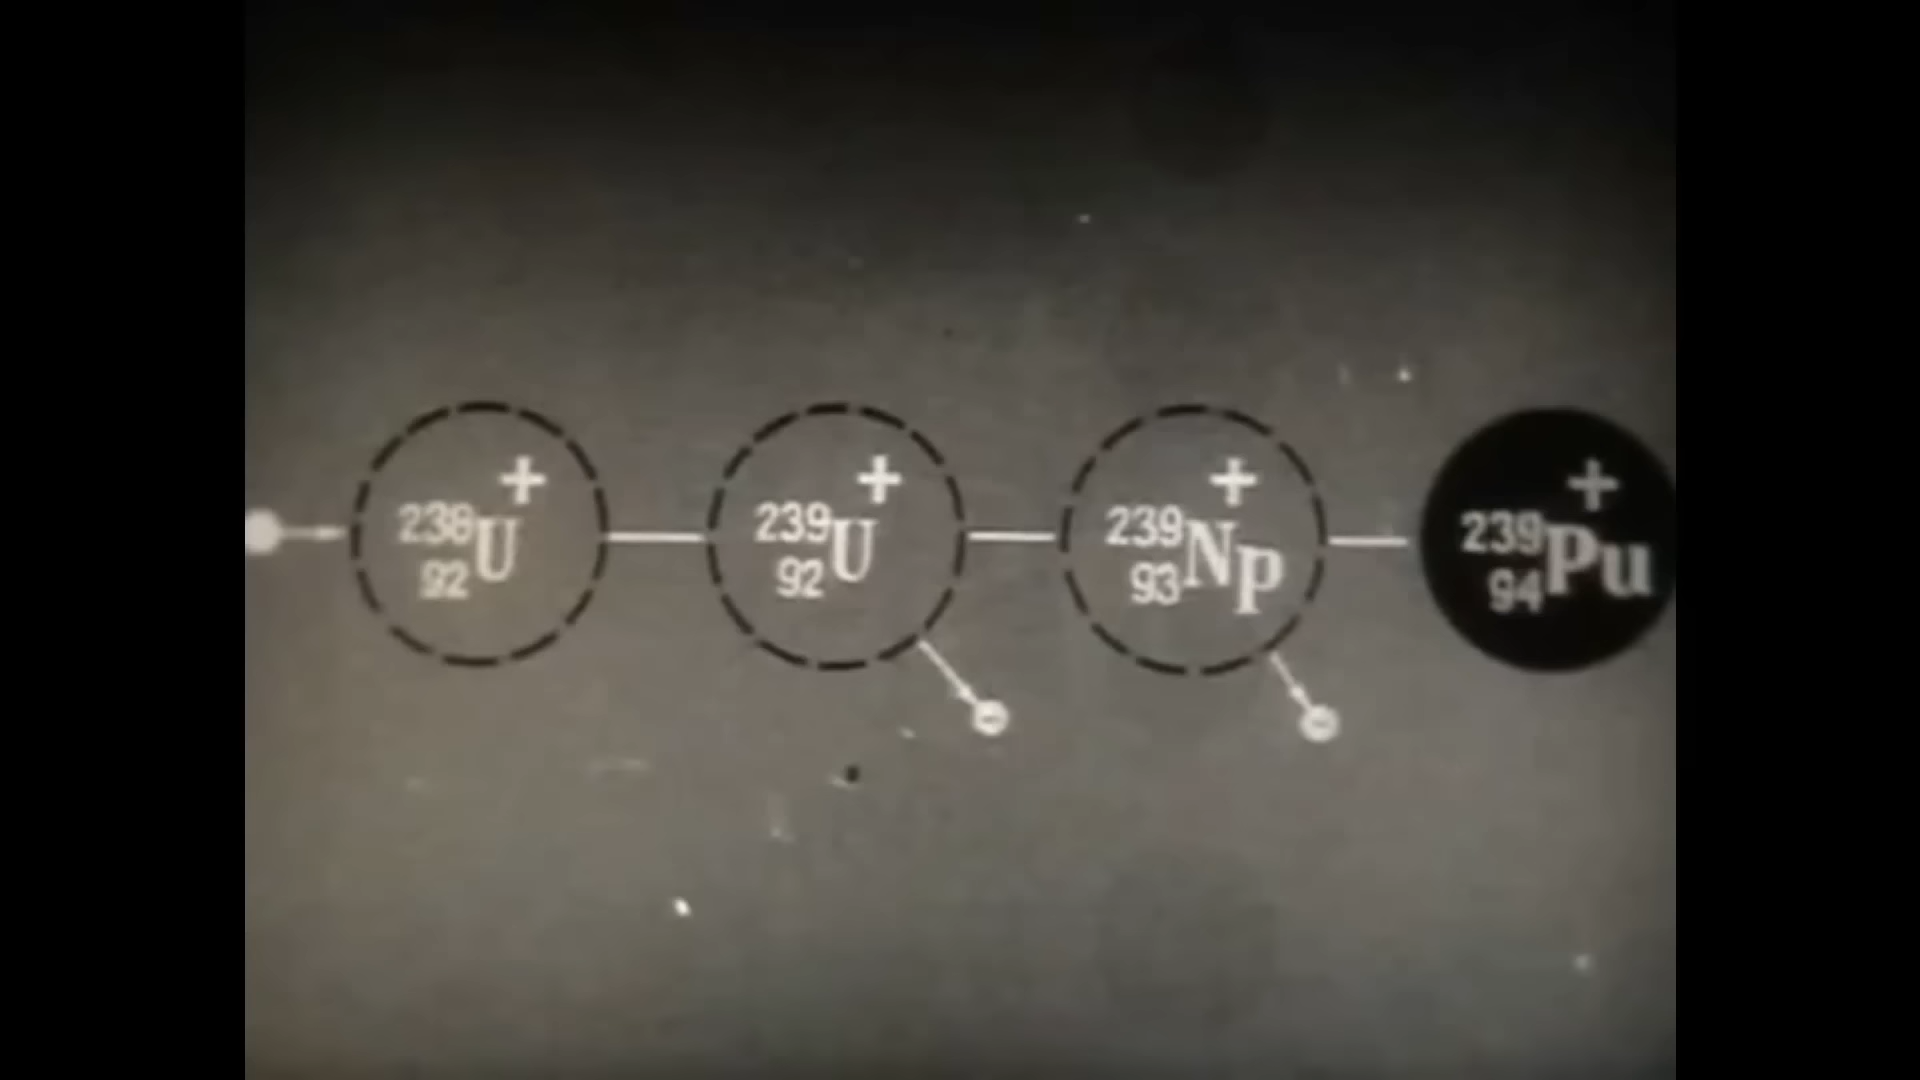 + + + +
238 239 239 239
U U Np Pu
92 92 93 94
- -